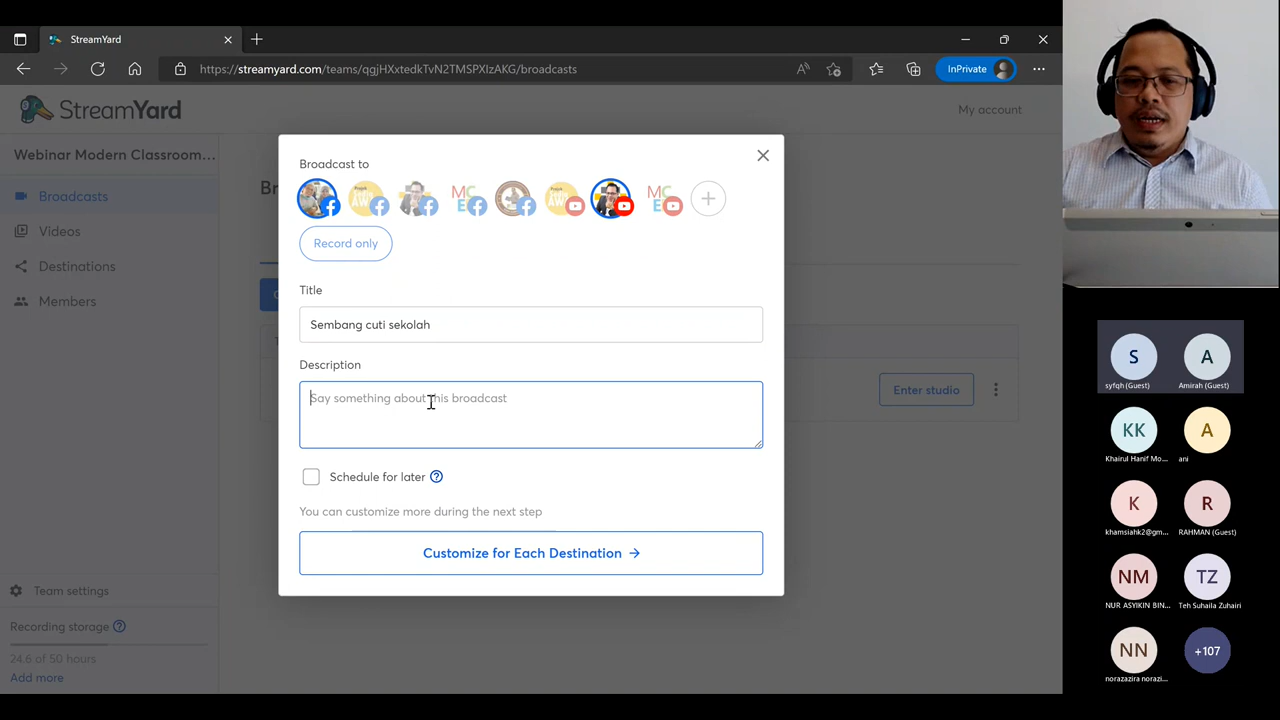 StreamYard
https://streamyard.com/teams/qgjHXxtedkTvN2TMSPXIzAKG/broadcasts
InPrivate
StreamYard
My account
Webinar Modern Classroom...
Broadcasts
Videos
Destinations
Members
Team settings
Recording storage
24.6 of 50 hours
Add more
Broadcast to
MC
E
MC
E
Record only
Title
Sembang cuti sekolah
Description
Say something about this broadcast
Schedule for later
You can customize more during the next step
Customize for Each Destination
Enter studio
S
A
syfqh (Guest)
Amirah (Guest)
KK
A
Khairul Hanif Mo...
ani
K
R
khamsiahk2@gm...
RAHMAN (Guest)
NM
TZ
NUR ASYIKIN BIN...
Teh Suhaila Zuhairi
NN
+107
norazazira norazi...